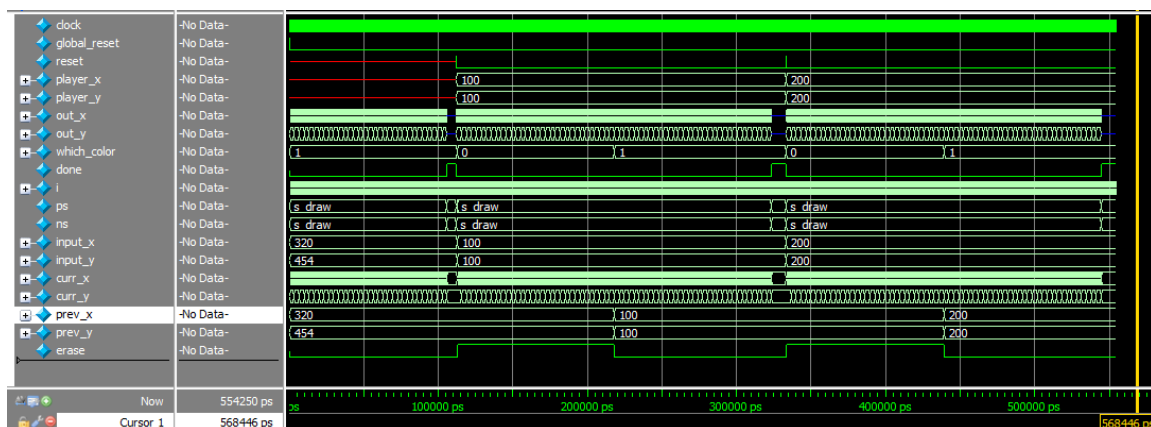 clock -No Data-
global_reset -No Data-
reset -No Data-
player_x -No Data- 100 200
player_y -No Data- 100 200
out_x -No Data-
out_y -No Data-
which_color -No Data- 1 0 1 0 1
done -No Data-
i -No Data-
ps -No Data- s_draw s_draw s_draw
ns -No Data- s_draw s_draw s_draw
input_x -No Data- 320 100 200
input_y -No Data- 454 100 200
curr_x -No Data-
curr_y -No Data-
prev_x -No Data- 320 100 200
prev_y -No Data- 454 100 200
erase -No Data-
Now 554250 ps ps 100000 ps 200000 ps 300000 ps 400000 ps 500000 ps
Cursor 1 568446 ps 568446 ps